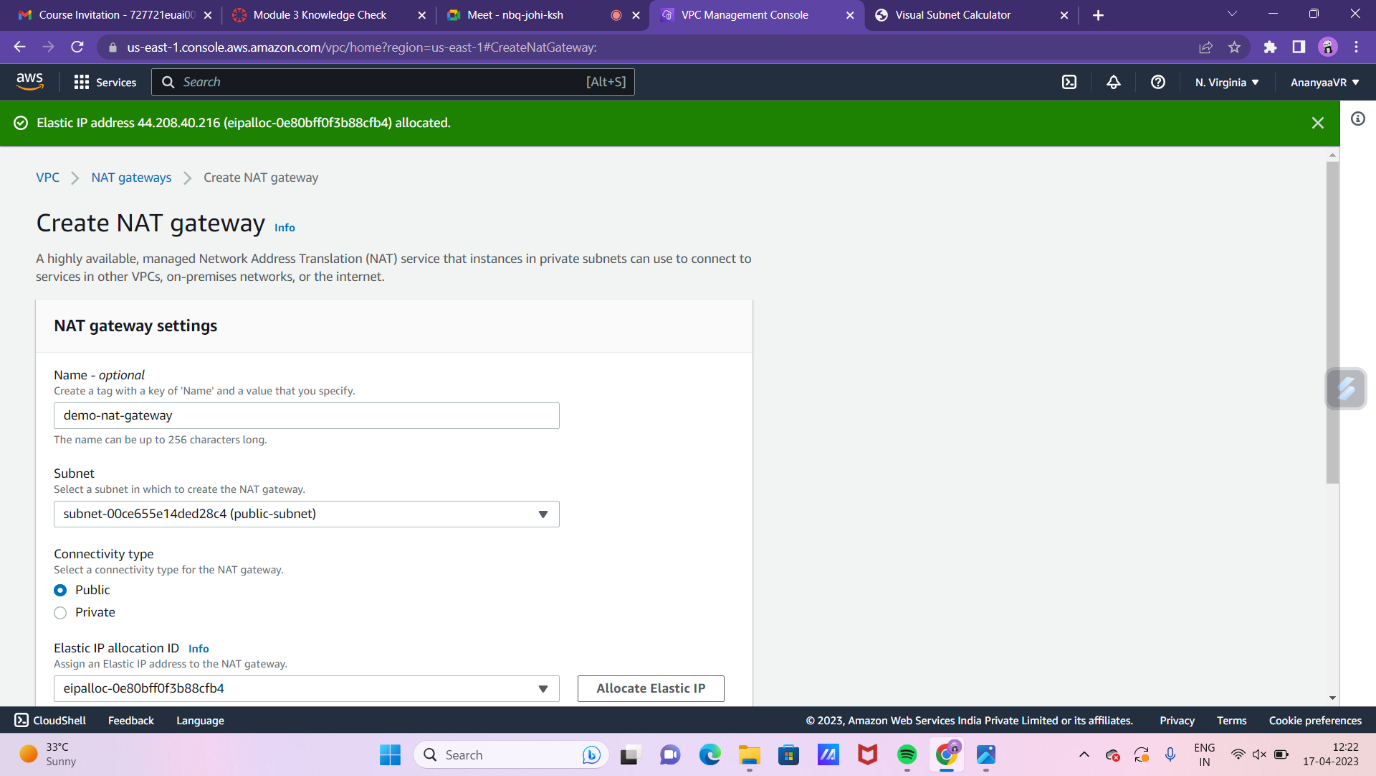 Course Invitation - 727721euai00
Module 3 Knowledge Check
Meet - nbq-johi-ksh
VPC Management Console
Visual Subnet Calculator
us-east-1.console.aws.amazon.com/vpc/home?region=us-east-1#CreateNatGateway:
aws
Services
Search
[Alt+S]
N. Virginia
AnanyaaVR
Elastic IP address 44.208.40.216 (eipalloc-0e80bff0f3b88cfb4) allocated.
VPC
NAT gateways
Create NAT gateway
Create NAT gateway Info
A highly available, managed Network Address Translation (NAT) service that instances in private subnets can use to connect to
services in other VPCs, on-premises networks, or the internet.
NAT gateway settings
Name - optional
Create a tag with a key of 'Name' and a value that you specify.
demo-nat-gateway
The name can be up to 256 characters long.
Subnet
Select a subnet in which to create the NAT gateway.
subnet-00ce655e14ded28c4 (public-subnet)
Connectivity type
Select a connectivity type for the NAT gateway.
Public
Private
Elastic IP allocation ID Info
Assign an Elastic IP address to the NAT gateway.
eipalloc-0e80bff0f3b88cfb4
Allocate Elastic IP
CloudShell
Feedback
Language
© 2023, Amazon Web Services India Private Limited or its affiliates.
Privacy
Terms
Cookie preferences
33°C
Sunny
Search
ENG
IN
12:22
17-04-2023